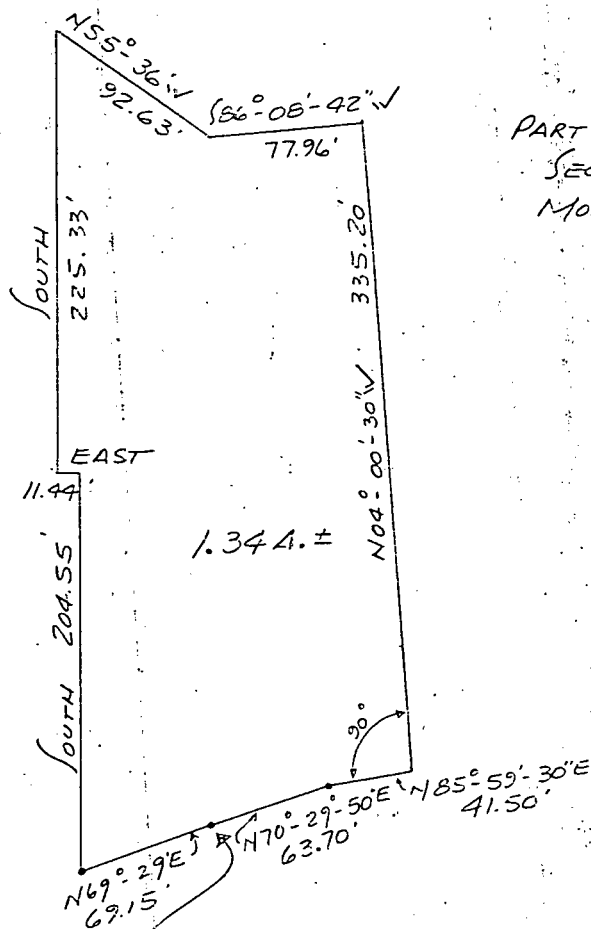 N55°-36'W
92.63'
S86°-08'-42"W
77.96'
PART
SEC
MO
SOUTH
225.33'
335.20'
N04°-00'-30"W
EAST
11.44'
1.34 A.±
SOUTH 204.55'
90°
N85°-59'-30"E
41.50'
N70°-29'-50"E
63.70'
N69°-29'E
69.15'